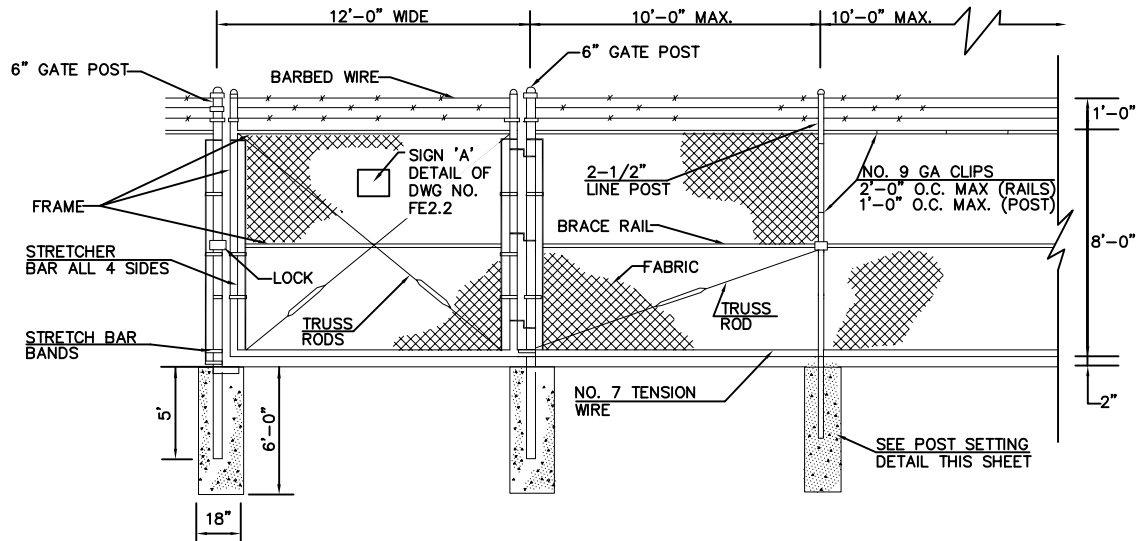 12'-0" WIDE
10'-0" MAX.
10'-0" MAX.
6" GATE POST
6" GATE POST
BARBED WIRE
1'-0"
SIGN 'A'
DETAIL OF
DWG NO.
FE2.2
2-1/2"
LINE POST
NO. 9 GA CLIPS
2'-0" O.C. MAX (RAILS)
1'-0" O.C. MAX. (POST)
FRAME
BRACE RAIL
8'-0"
STRETCHER
BAR ALL 4 SIDES
LOCK
FABRIC
TRUSS
RODS
TRUSS
ROD
STRETCH BAR
BANDS
NO. 7 TENSION
WIRE
2"
5'
6'-0"
SEE POST SETTING
DETAIL THIS SHEET
18"